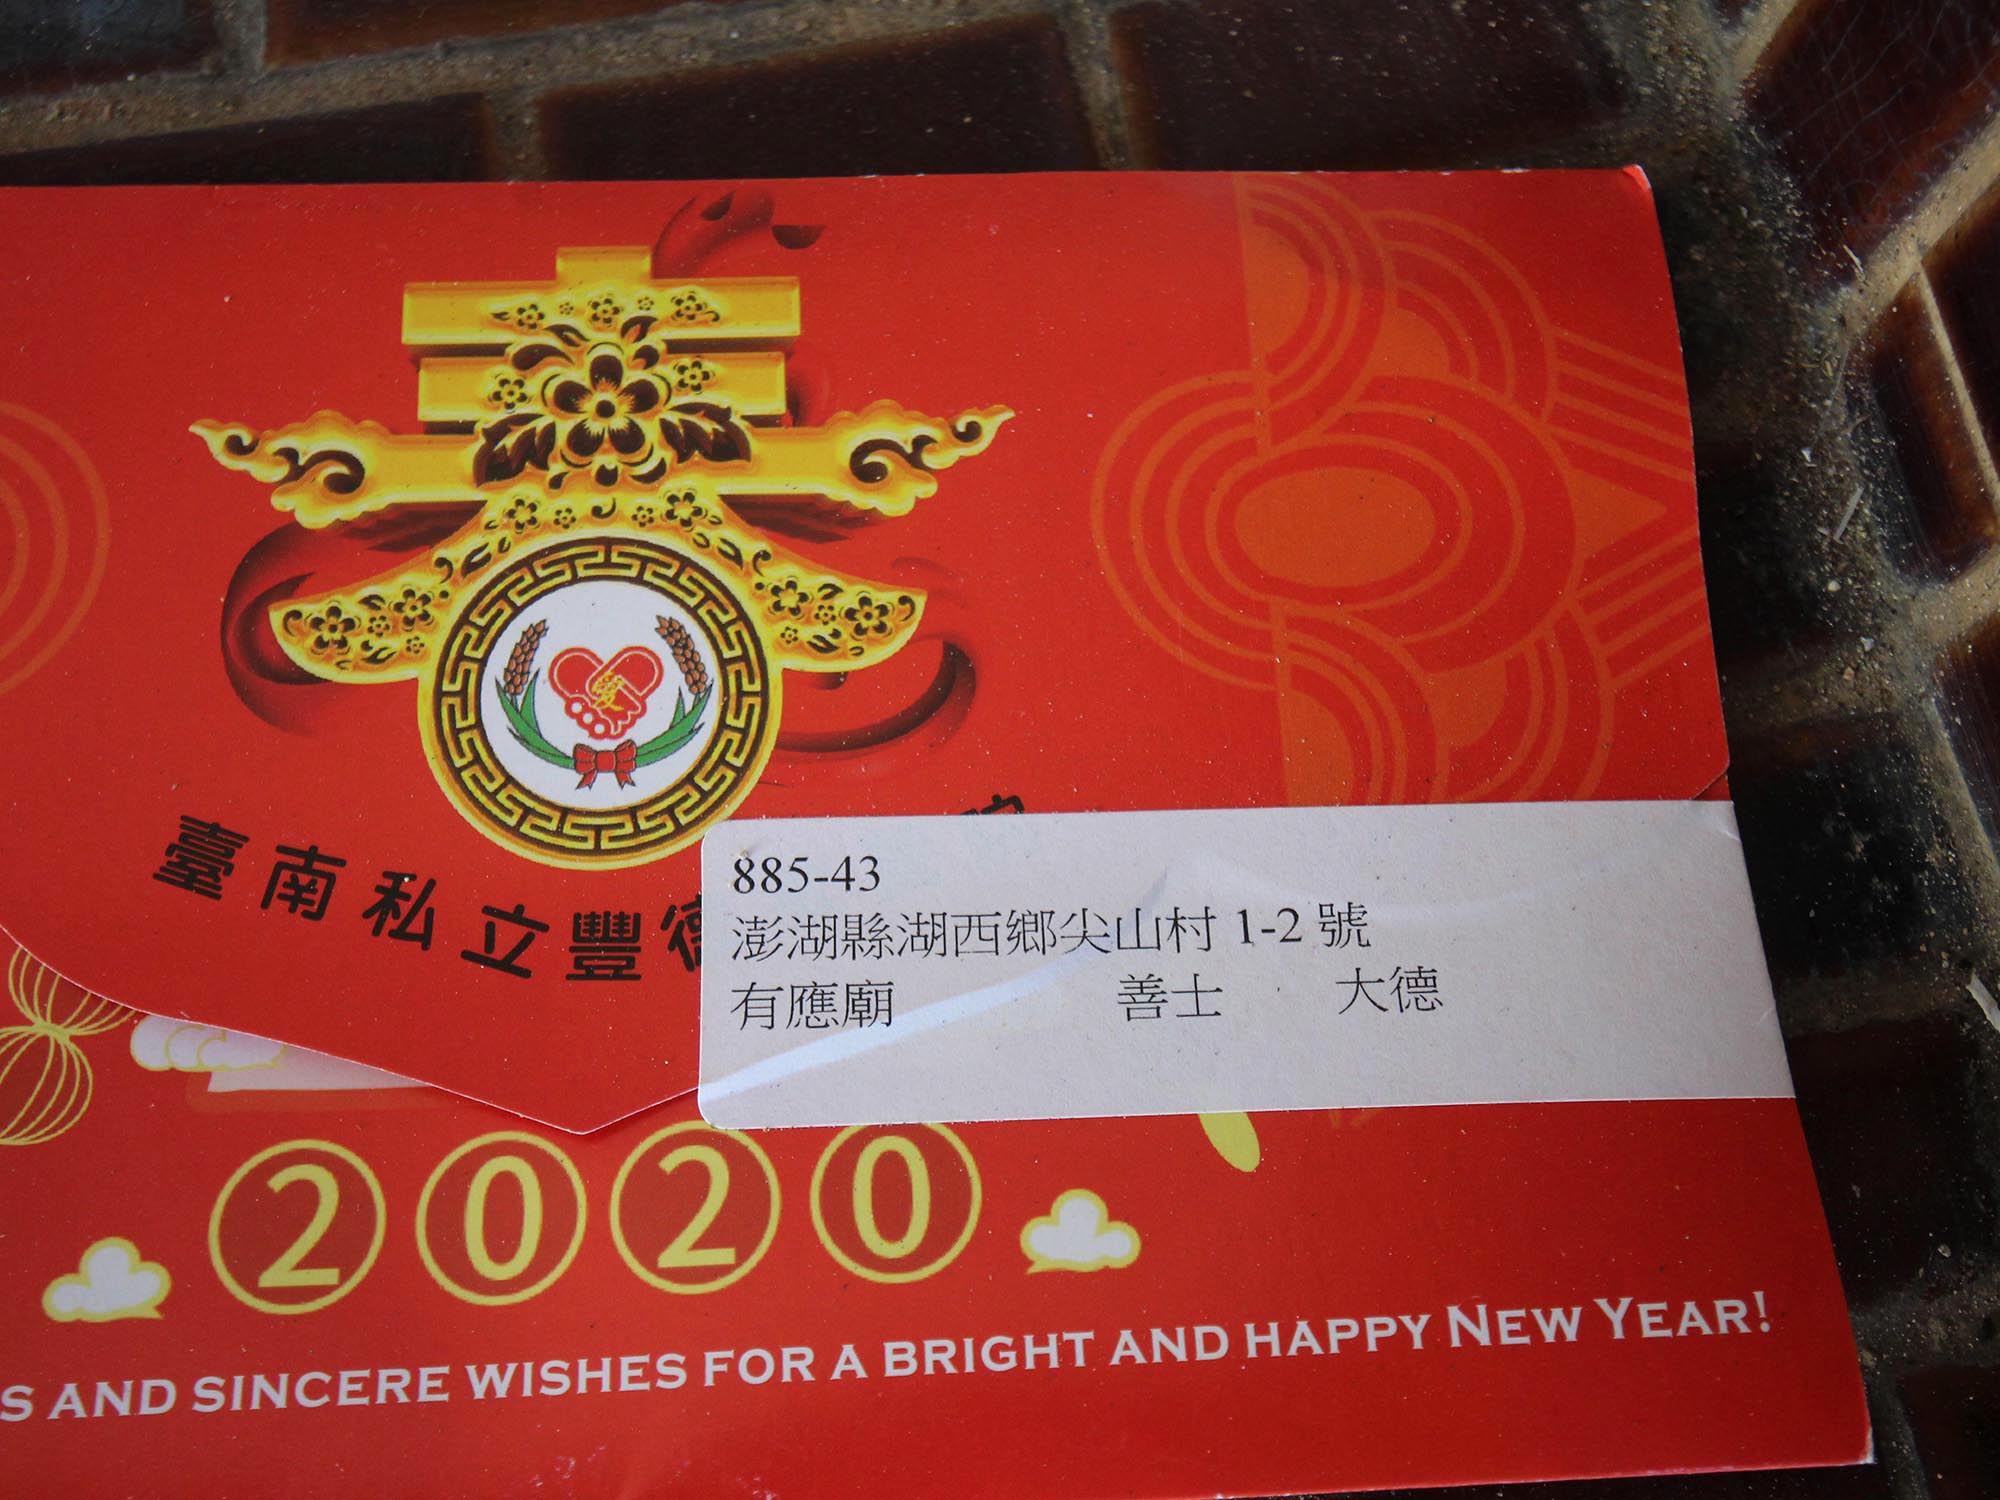 春
臺南私立豐德
885-43
澎湖縣湖西鄉尖山村 1-2 號
有應廟 善士 大德
2020
S AND SINCERE WISHES FOR A BRIGHT AND HAPPY NEW YEAR!